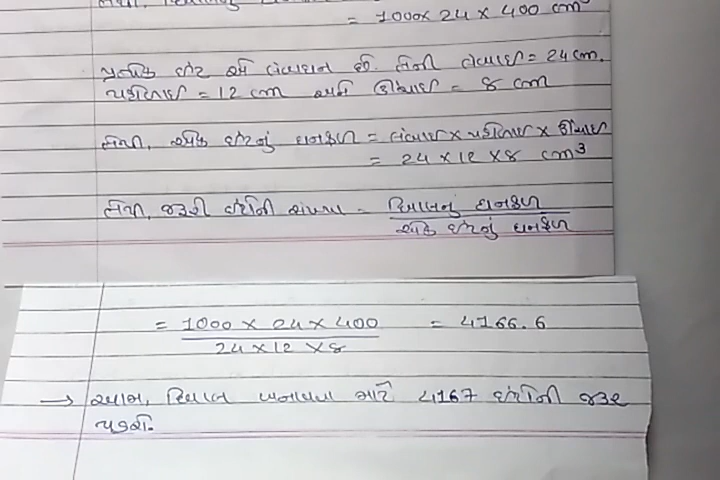 તેથી, દિવાલનું
= 1000 x 24 x 400 cm³
પ્રત્યેક ઈંટ એક લંબઘન છે. તેની લંબાઈ = 24 cm.
પહોળાઈ = 12 cm અને ઊંચાઈ = 8 cm
તેથી, પ્રત્યેક ઈંટનું ઘનફળ = લંબાઈ x પહોળાઈ x ઊંચાઈ
= 24 x 12 x 8 cm³
તેથી, જરૂરી ઈંટોની સંખ્યા = દિવાલનું ઘનફળ
ઈંટનું ઘનફળ
= 1000 x 24 x 400 = 4166.6
24 x 12 x 8
→ આમ, દિવાલ બનાવવા માટે 4167 ઈંટોની જરૂર
પડશે.